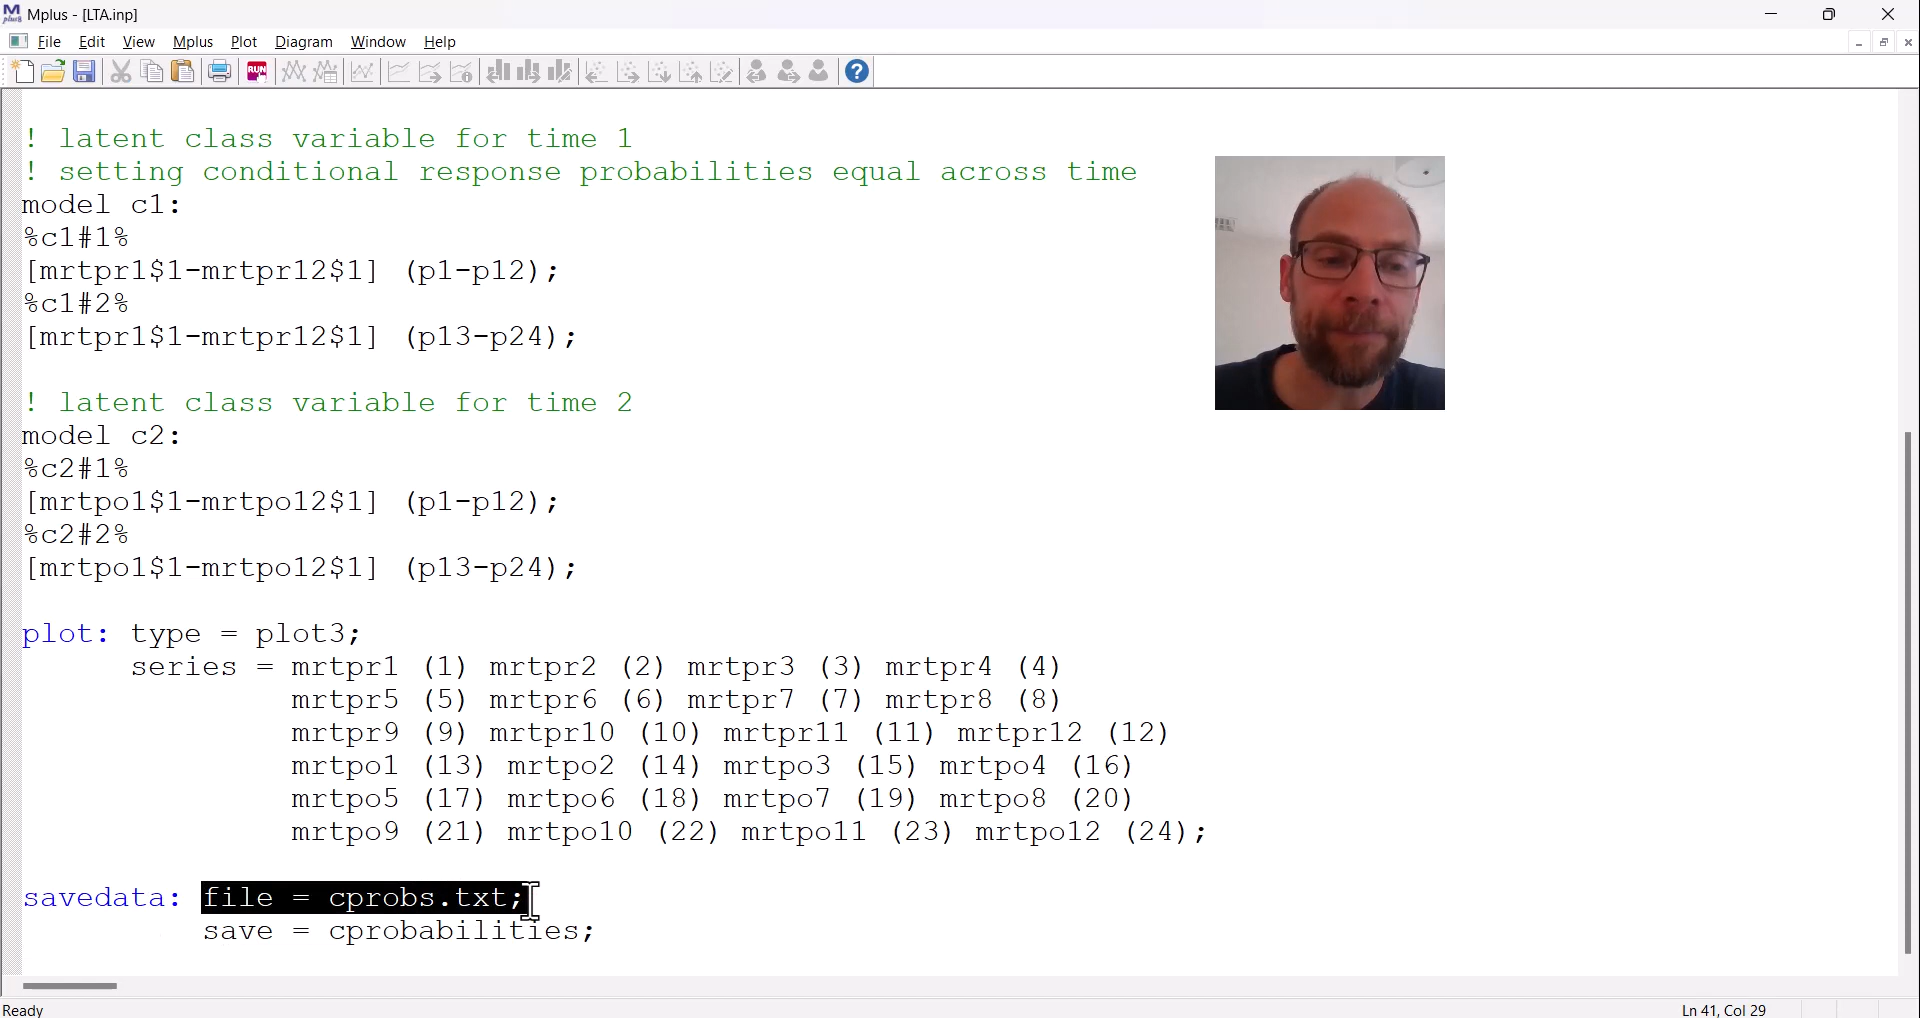 Mplus - [LTA.inp]
File Edit View Mplus Plot Diagram Window Help
RUN
! latent class variable for time 1
! setting conditional response probabilities equal across time
model c1:
%c1#1%
[mrtpr1$1-mrtpr12$1] (p1-p12);
%c1#2%
[mrtpr1$1-mrtpr12$1] (p13-p24);
! latent class variable for time 2
model c2:
%c2#1%
[mrtpo1$1-mrtpo12$1] (p1-p12);
%c2#2%
[mrtpo1$1-mrtpo12$1] (p13-p24);
plot: type = plot3;
series = mrtpr1 (1) mrtpr2 (2) mrtpr3 (3) mrtpr4 (4)
mrtpr5 (5) mrtpr6 (6) mrtpr7 (7) mrtpr8 (8)
mrtpr9 (9) mrtpr10 (10) mrtpr11 (11) mrtpr12 (12)
mrtpo1 (13) mrtpo2 (14) mrtpo3 (15) mrtpo4 (16)
mrtpo5 (17) mrtpo6 (18) mrtpo7 (19) mrtpo8 (20)
mrtpo9 (21) mrtpo10 (22) mrtpo11 (23) mrtpo12 (24);
savedata: file = cprobs.txt;
save = cprobabilities;
Ready
Ln 41, Col 29